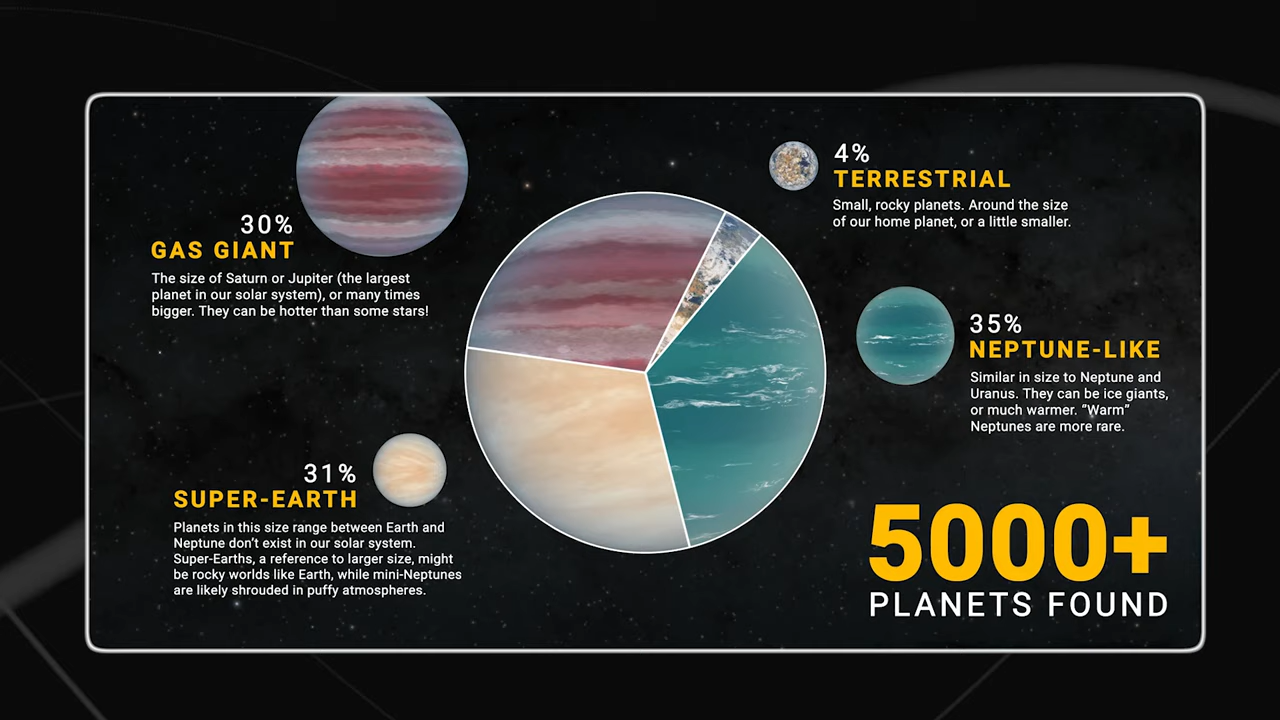 30%
GAS GIANT
The size of Saturn or Jupiter (the largest
planet in our solar system), or many times
bigger. They can be hotter than some stars!
4%
TERRESTRIAL
Small, rocky planets. Around the size
of our home planet, or a little smaller.
35%
NEPTUNE-LIKE
Similar in size to Neptune and
Uranus. They can be ice giants,
or much warmer. “Warm”
Neptunes are more rare.
31%
SUPER-EARTH
Planets in this size range between Earth and
Neptune don’t exist in our solar system.
Super-Earths, a reference to larger size, might
be rocky worlds like Earth, while mini-Neptunes
are likely shrouded in puffy atmospheres.
5000+
PLANETS FOUND